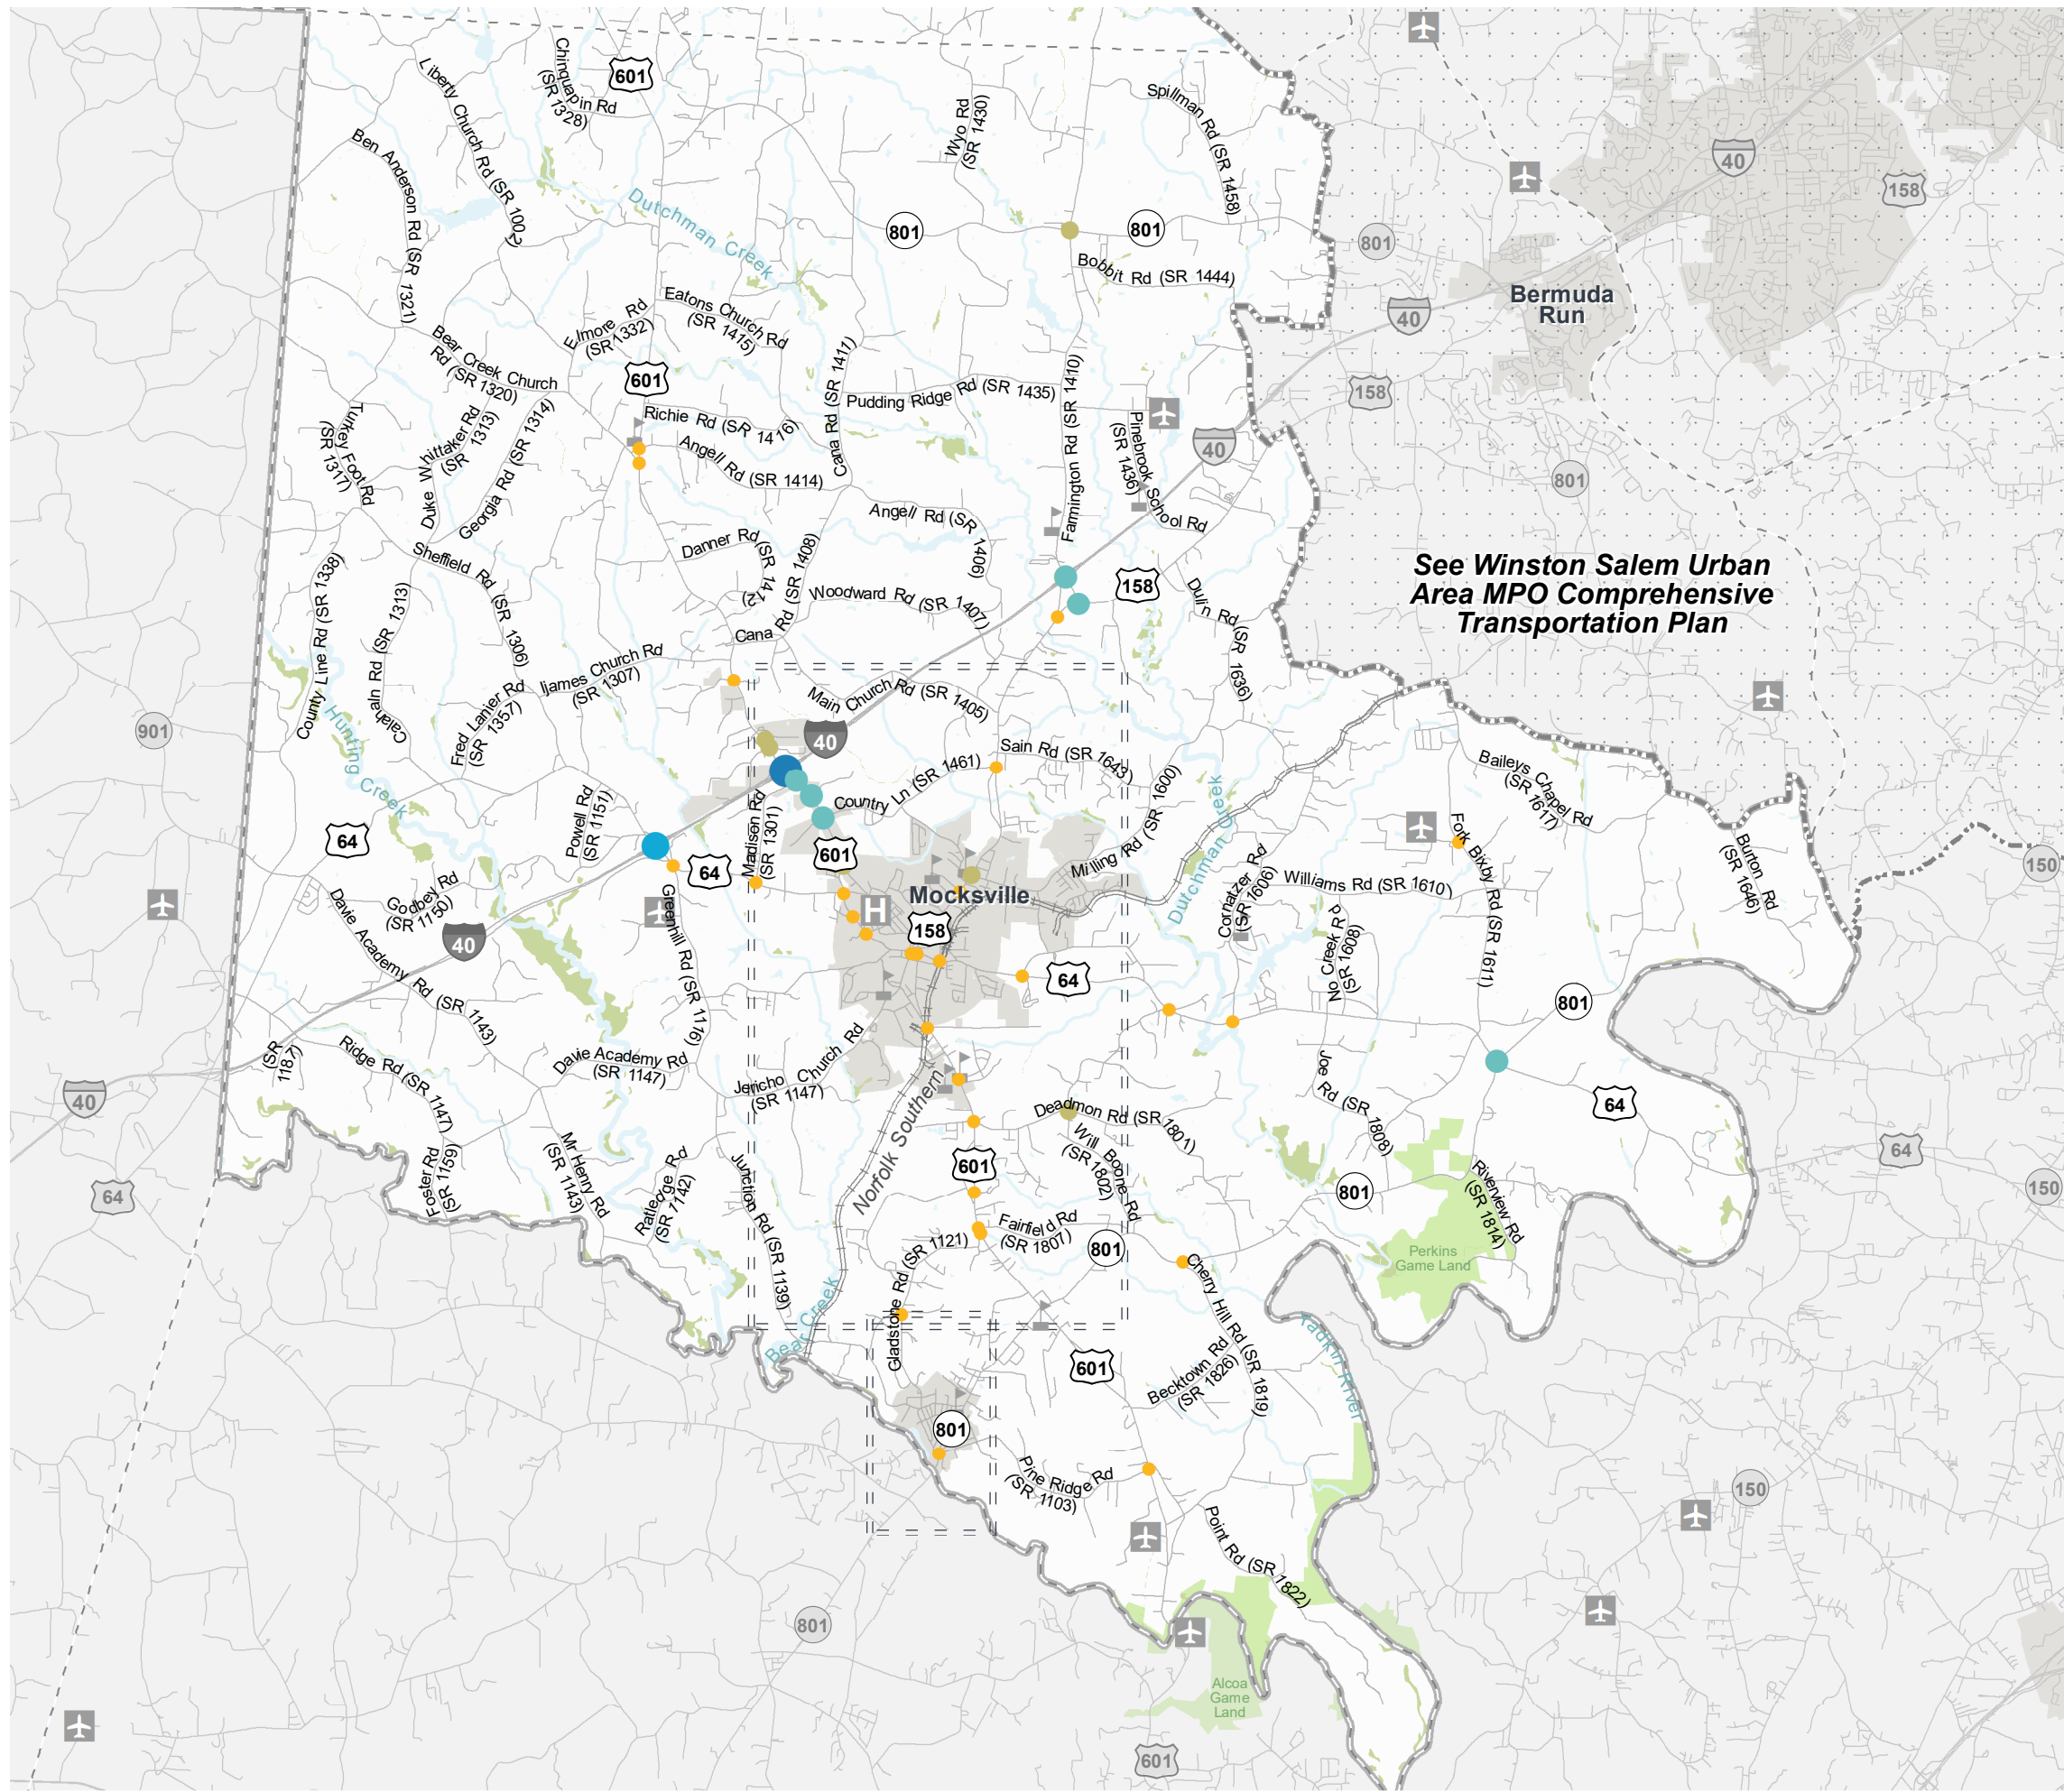 601
Chinquapin Rd
(SR 1328)
Liberty Church Rd (SR 1002)
Ben Anderson Rd (SR 1321)
Wyo Rd
(SR 1430)
Spillman Rd (SR 1458)
40
158
Dutchman Creek
801
801
801
Bobbit Rd (SR 1444)
Bermuda
Run
40
Eatons Church Rd
(SR 1415)
Elmore Rd
(SR 1332)
Bear Creek Church
Rd (SR 1320)
601
Cana Rd (SR 1411)
Pudding Ridge Rd (SR 1435)
Farmington Rd (SR 1410)
158
Richie Rd (SR 1416)
Angell Rd (SR 1414)
Turkey Foot Rd
(SR 1317)
Duke Whittaker Rd
(SR 1313)
Georgia Rd (SR 1314)
Pinebrook School Rd
(SR 1436)
40
801
Angell Rd (SR 1406)
Danner Rd (SR 1412)
Cana Rd (SR 1408)
Woodward Rd (SR 1407)
158
Dulin Rd (SR 1636)
See Winston Salem Urban
Area MPO Comprehensive
Transportation Plan
Sheffield Rd (SR 1306)
County Line Rd (SR 1338)
Calahaln Rd (SR 1313)
Ijames Church Rd
(SR 1307)
Fred Lanier Rd
(SR 1357)
Main Church Rd (SR 1405)
901
Hunting Creek
40
Sain Rd (SR 1643)
Country Ln (SR 1461)
Milling Rd (SR 1600)
Dutchman Creek
Baileys Chapel Rd
(SR 1617)
Burton Rd
(SR 1646)
150
64
Powell Rd
(SR 1151)
Madison Rd
(SR 1301)
601
64
Fork Bixby Rd (SR 1611)
Godbey Rd
(SR 1150)
H
Mocksville
158
Cornatzer Rd
(SR 1606)
Williams Rd (SR 1610)
No Creek Rd
(SR 1608)
Davie Academy Rd (SR 1143)
40
Greenhill Rd (SR 1116)
64
801
(SR
1187)
Ridge Rd (SR 1147)
Davie Academy Rd
(SR 1147)
Jericho Church Rd
(SR 1147)
Norfolk Southern
Deadmon Rd (SR 1801)
Joe Rd (SR 1808)
64
40
64
64
150
Foster Rd
(SR 1159)
Mr Henry Rd
(SR 1143)
Ratledge Rd
(SR 1142)
Junction Rd (SR 1139)
601
Will Boone Rd
(SR 1802)
801
Riverview Rd
(SR 1814)
Perkins
Game Land
Gladstone Rd (SR 1121)
Fairfield Rd
(SR 1807)
801
Cherry Hill Rd (SR 1819)
Bear Creek
Yadkin River
601
Becktown Rd
(SR 1826)
801
Pine Ridge Rd
(SR 1103)
150
Point Rd (SR 1822)
801
Alcoa
Game
Land
601